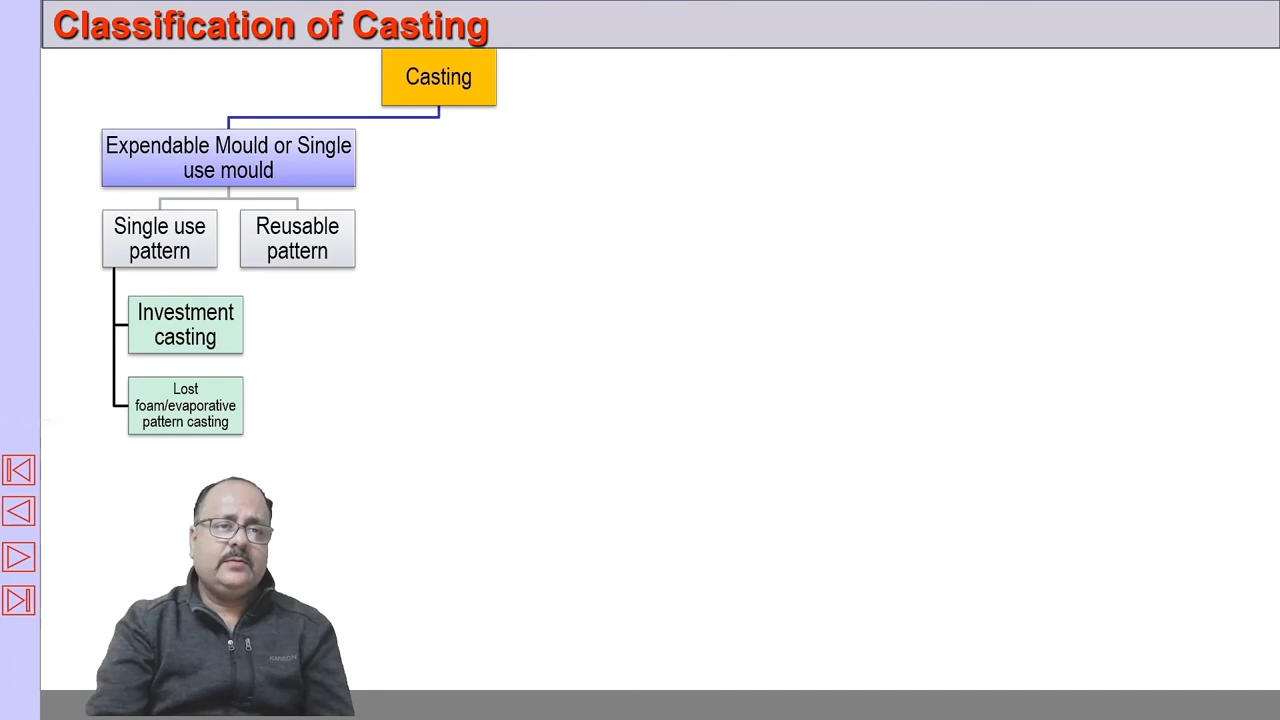 Classification of Casting
Casting
Expendable Mould or Single
use mould
Single use
pattern
Reusable
pattern
Investment
casting
Lost
foam/evaporative
pattern casting